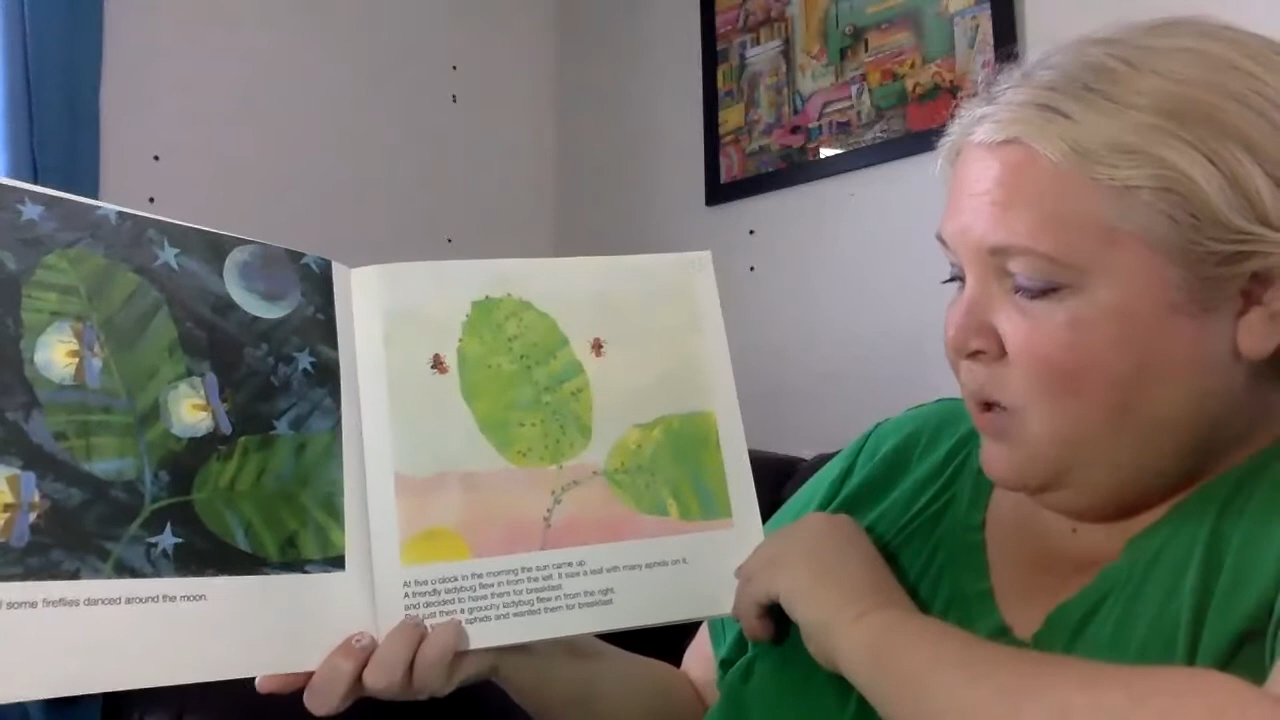 some fireflies danced around the moon.
At five o'clock in the morning the sun came up.
A friendly ladybug flew in from the left. It saw a leaf with many aphids on it,
and decided to have them for breakfast.
But just then a grouchy ladybug flew in from the right.
aphids and wanted them for breakfast.